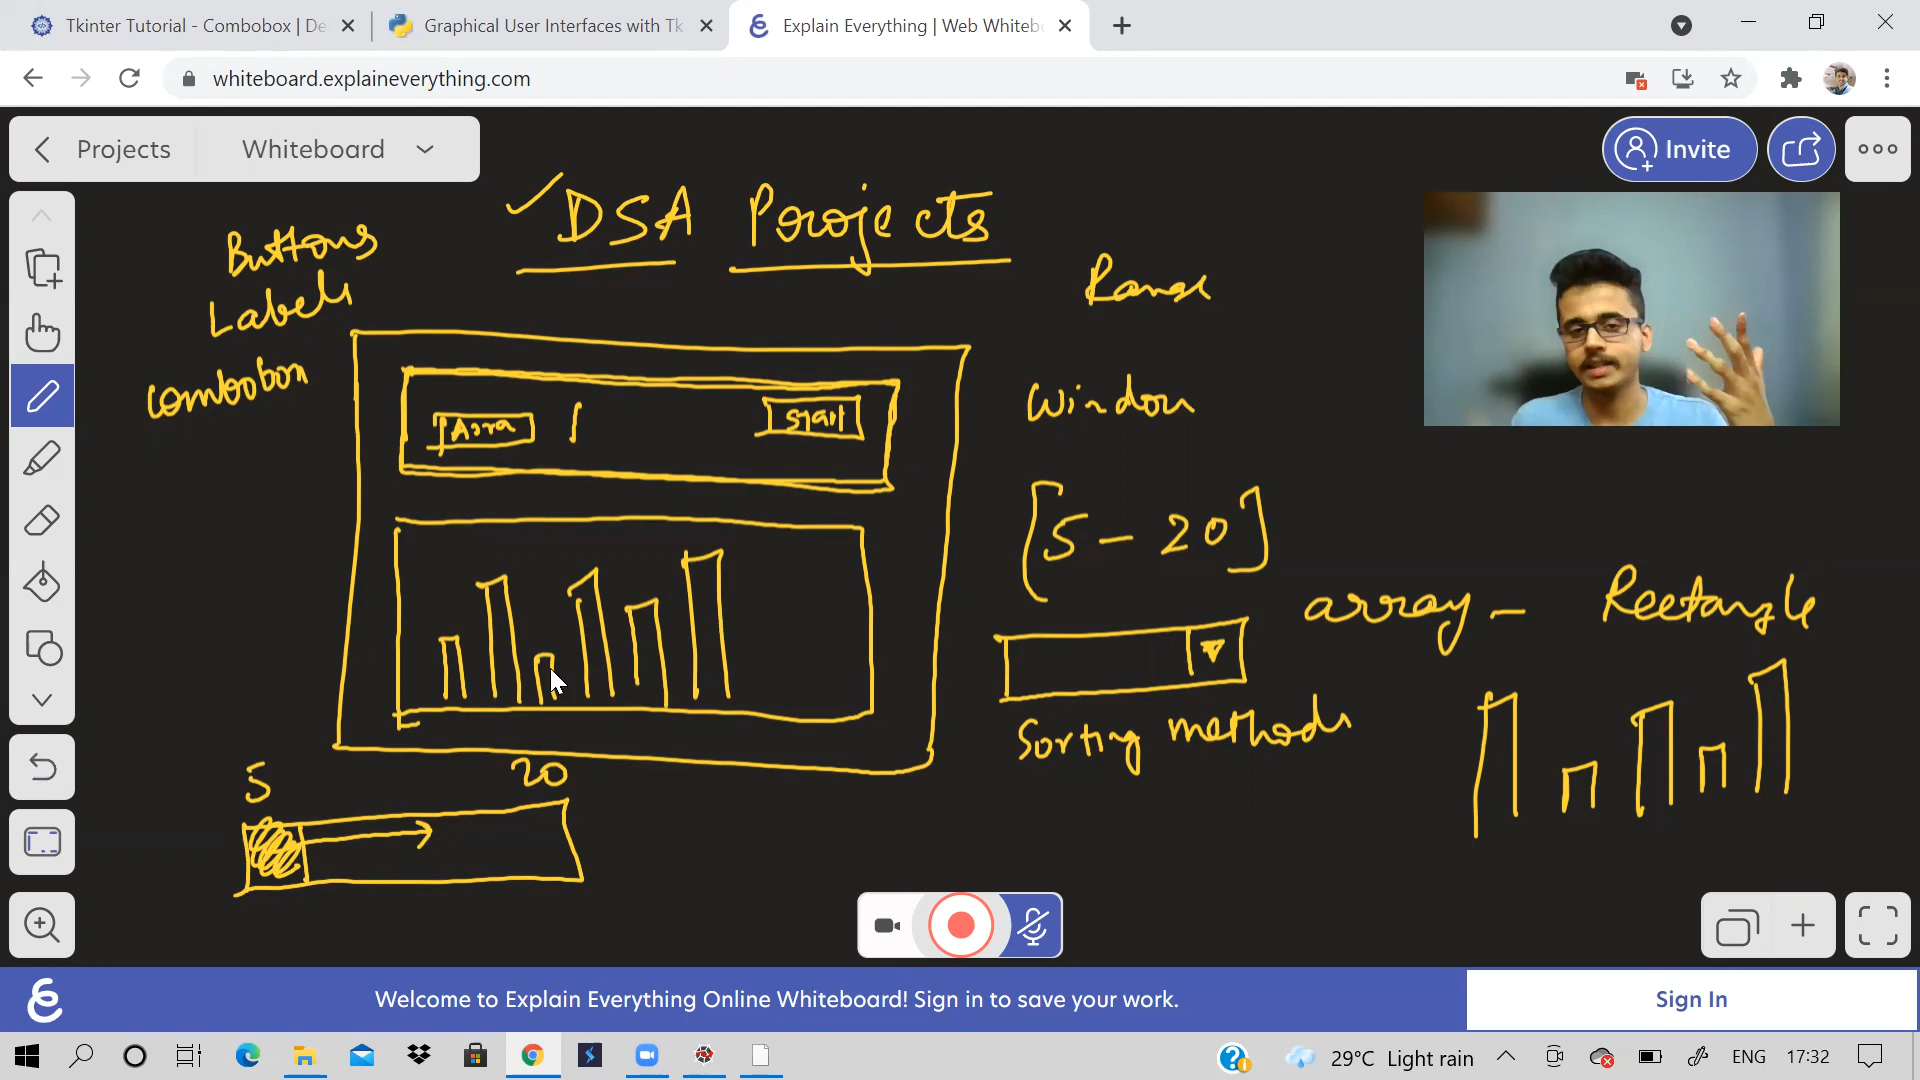 Tkinter Tutorial - Combobox | De
Graphical User Interfaces with Tk
Explain Everything | Web Whitebo
whiteboard.explaineverything.com
Projects
Whiteboard
Invite
DSA Projects
Buttons
Labels
Combobox
Range
Window
Start
[5 - 20]
array - Rectangle
Sorting methods
5
20
Welcome to Explain Everything Online Whiteboard! Sign in to save your work.
Sign In
29°C Light rain
ENG
17:32